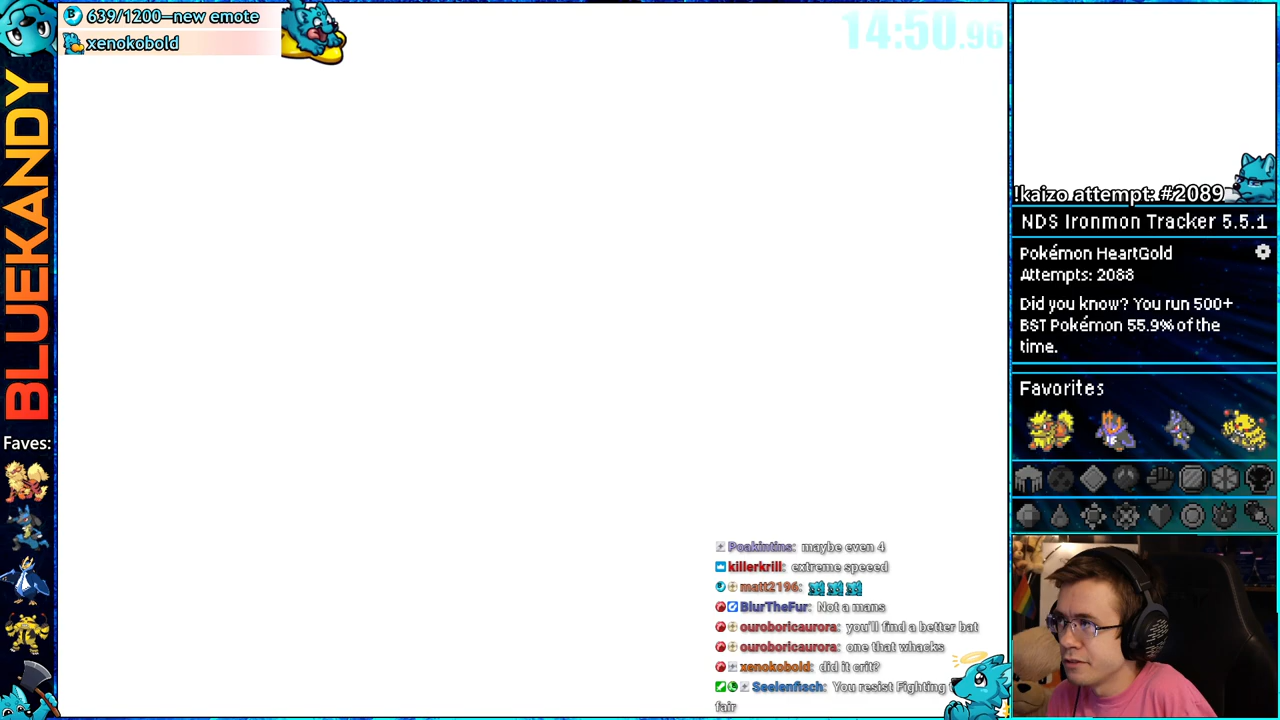 639/1200—new emote
xenokobold
14:50.96
BLUEKANDY
Faves:
!kaizo attempt: #2089
NDS Ironmon Tracker 5.5.1
Pokémon HeartGold
Attempts: 2088
Did you know? You run 500+
BST Pokémon 55.9% of the
time.
Favorites
Poakintins: maybe even 4
killerkrill: extreme speeed
matt2196:
BlurTheFur: Not a mans
ouroboricaurora: you'll find a better bat
ouroboricaurora: one that whacks
xenokobold: did it crit?
Seelenfisch: You resist Fighting
fair